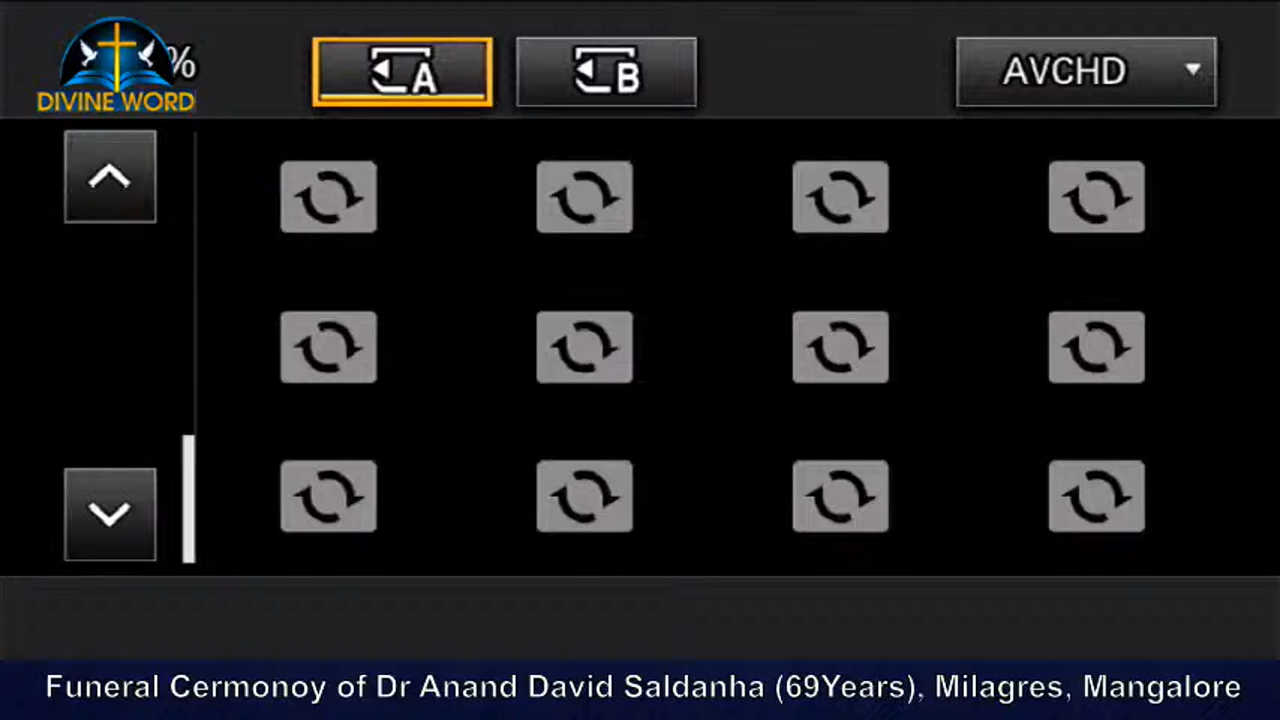 %
A
B
AVCHD
DIVINE WORD
Funeral Cermonoy of Dr Anand David Saldanha (69Years), Milagres, Mangalore